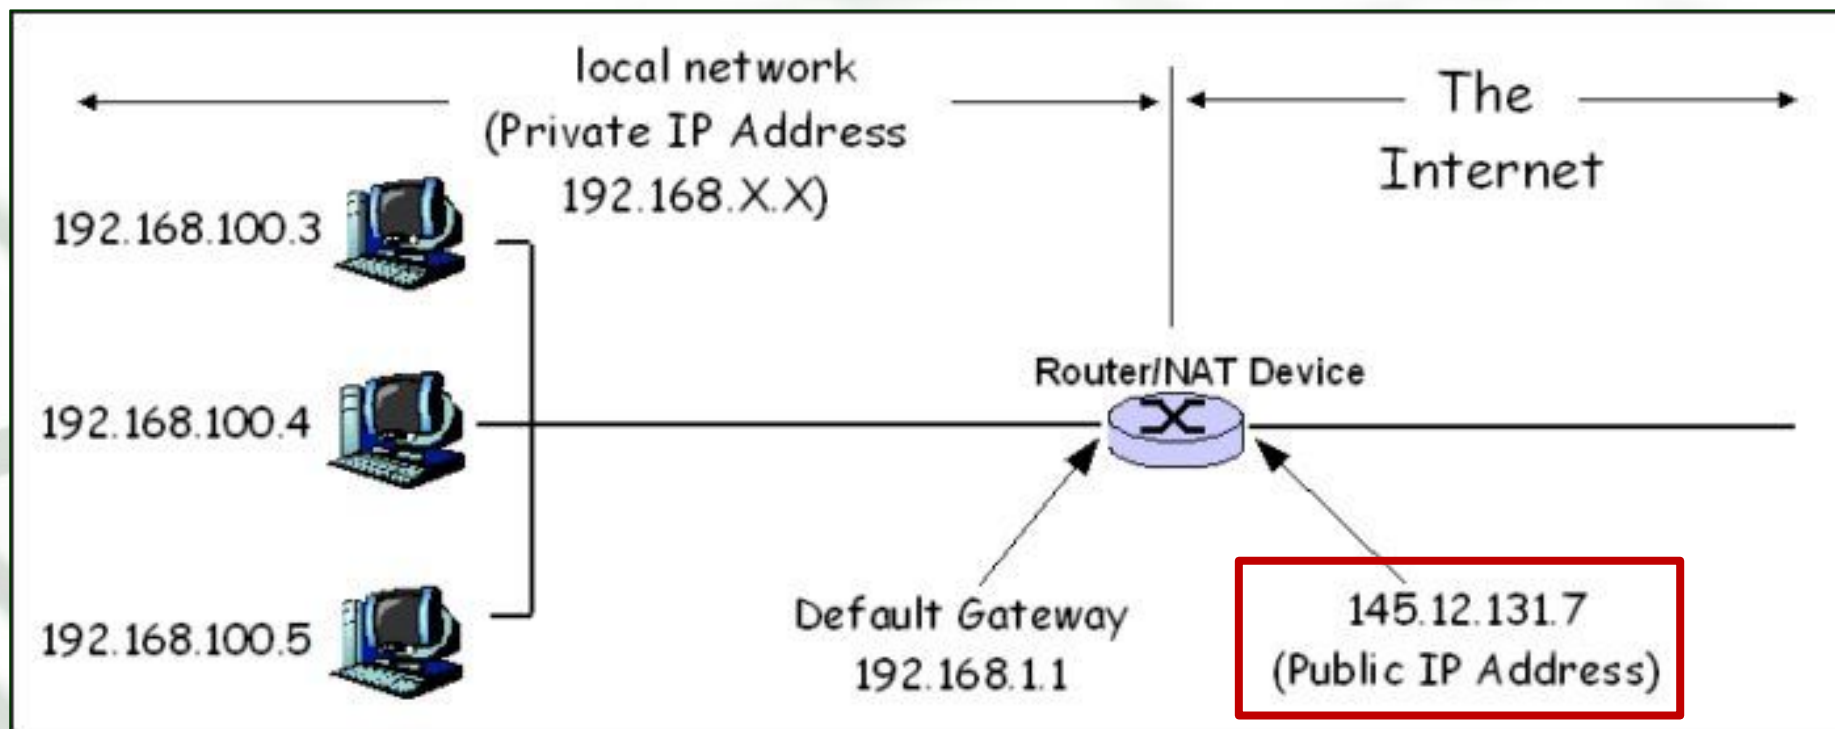 local network
(Private IP Address
192.168.X.X)
The
Internet
192.168.100.3
192.168.100.4
192.168.100.5
Router/NAT Device
Default Gateway
192.168.1.1
145.12.131.7
(Public IP Address)